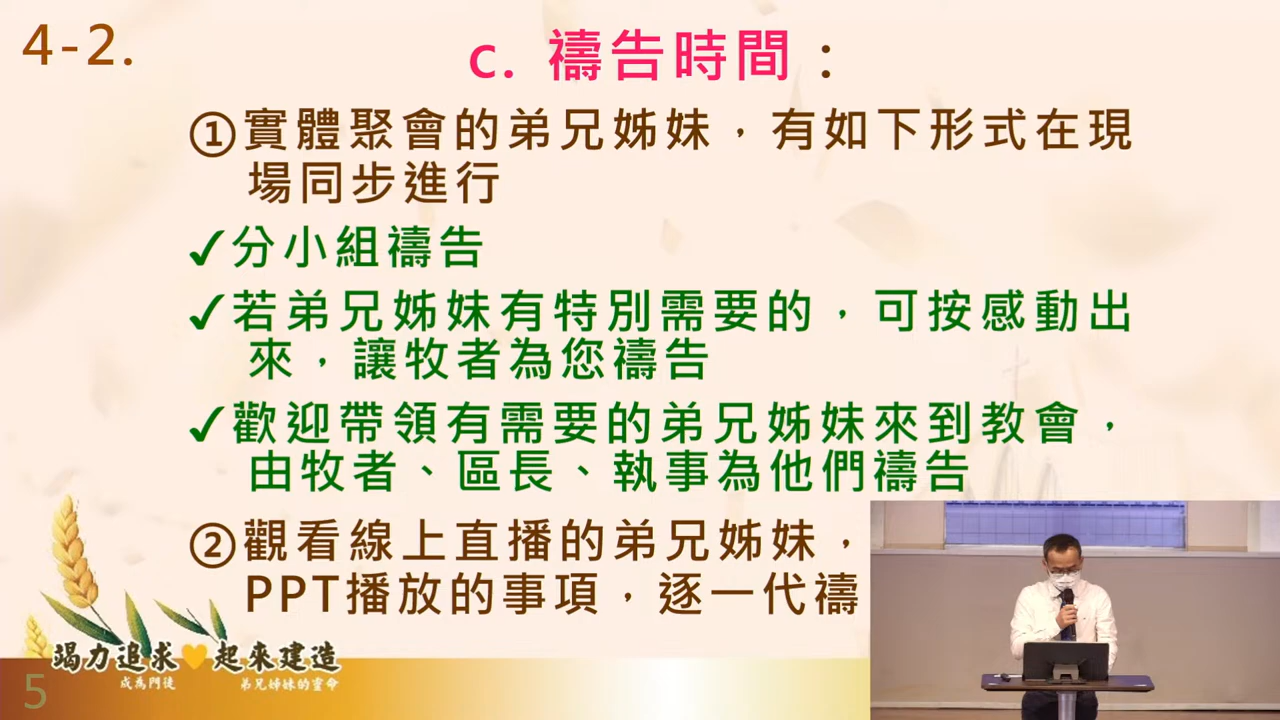 4-2.
c. 禱告時間：
①實體聚會的弟兄姊妹，有如下形式在現
場同步進行
✓分小組禱告
✓若弟兄姊妹有特別需要的，可按感動出
來，讓牧者為您禱告
✓歡迎帶領有需要的弟兄姊妹來到教會，
由牧者、區長、執事為他們禱告
②觀看線上直播的弟兄姊妹，
PPT播放的事項，逐一代禱
竭力追求🧡起來建造
成為門徒 弟兄姊妹的靈命
5